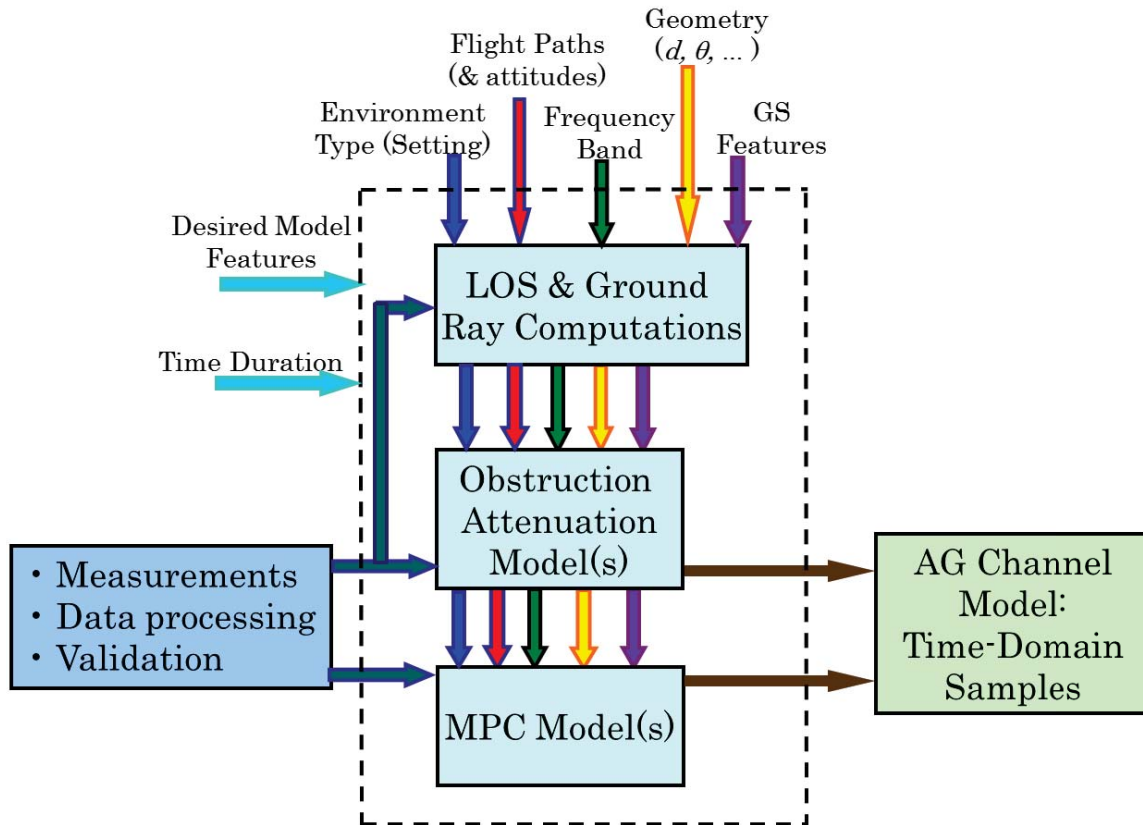 Geometry
(d, θ, ... )
Flight Paths
(& attitudes)
Environment
Type (Setting)
Frequency
Band
GS
Features
Desired Model
Features
Time Duration
LOS & Ground
Ray Computations
Obstruction
Attenuation
Model(s)
MPC Model(s)
• Measurements
• Data processing
• Validation
AG Channel
Model:
Time-Domain
Samples